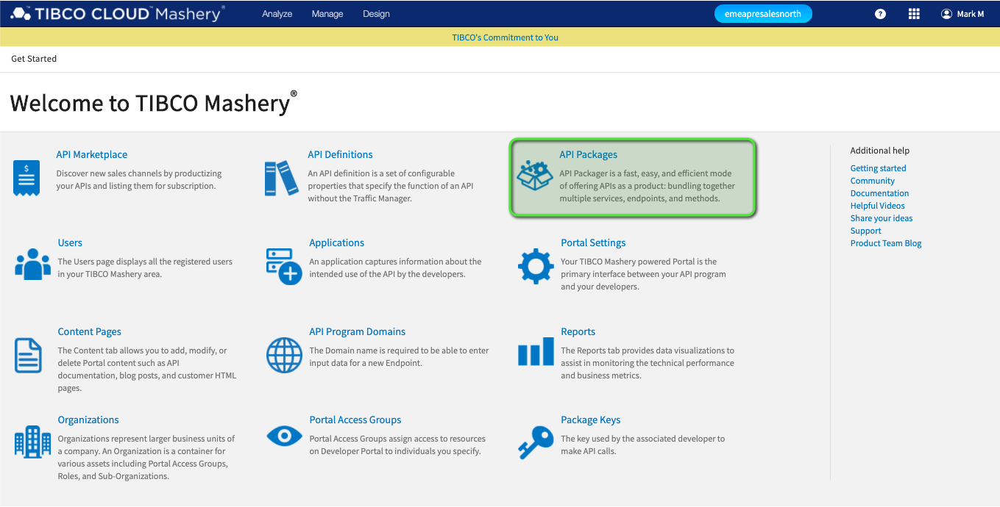 TIBCO CLOUD™ Mashery®
Analyze
Manage
Design
emeapresalesnorth
?
Mark M
TIBCO's Commitment to You
Get Started
Welcome to TIBCO Mashery®
$
API Marketplace
Discover new sales channels by productizing
your APIs and listing them for subscription.
API Definitions
An API definition is a set of configurable
properties that specify the function of an API
without the Traffic Manager.
API Packages
API Packager is a fast, easy, and efficient mode
of offering APIs as a product: bundling together
multiple services, endpoints, and methods.
Users
The Users page displays all the registered users
in your TIBCO Mashery area.
Applications
An application captures information about the
intended use of the API by the developers.
Portal Settings
Your TIBCO Mashery powered Portal is the
primary interface between your API program
and your developers.
Content Pages
The Content tab allows you to add, modify, or
delete Portal content such as API
documentation, blog posts, and customer HTML
pages.
API Program Domains
The Domain name is required to be able to enter
input data for a new Endpoint.
Reports
The Reports tab provides data visualizations to
assist in monitoring the technical performance
and business metrics.
Organizations
Organizations represent larger business units of
a company. An Organization is a container for
various assets including Portal Access Groups,
Roles, and Sub-Organizations.
Portal Access Groups
Portal Access Groups assign access to resources
on Developer Portal to individuals you specify.
Package Keys
The key used by the associated developer to
make API calls.
Additional help
Getting started
Community
Documentation
Helpful Videos
Share your ideas
Support
Product Team Blog